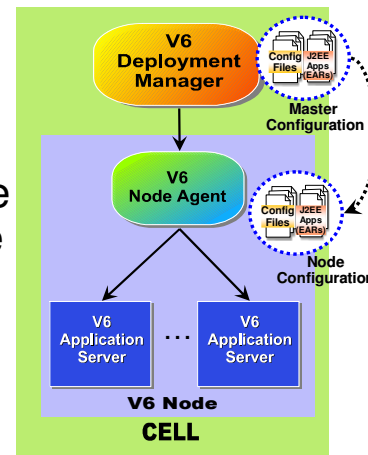 V6
Deployment
Manager
Config
Files
J2EE
Apps
(EARs)
Master
Configuration
V6
Node Agent
Config
Files
J2EE
Apps
(EARs)
Node
Configuration
e
e
V6
Application
Server
...
V6
Application
Server
V6 Node
CELL